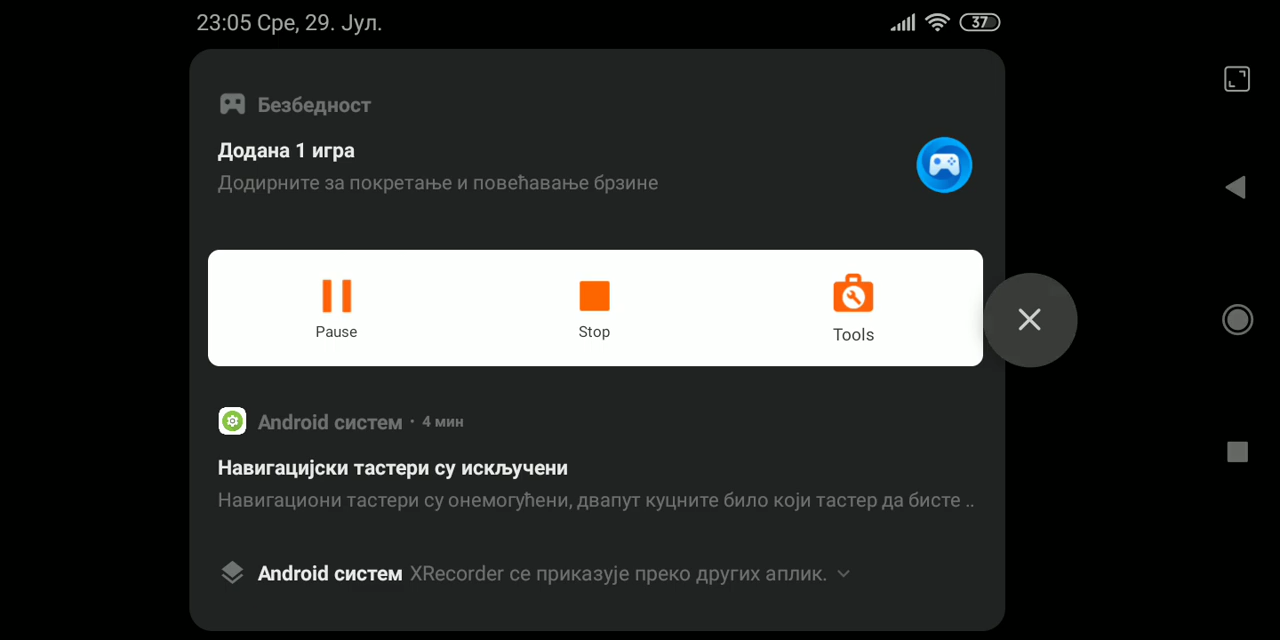 23:05 Сре, 29. Јул.
37
Безбедност
Додана 1 игра
Додирните за покретање и повећавање брзине
Pause
Stop
Tools
Android систем · 4 мин
Навигацијски тастери су искључени
Навигациони тастери су онемогућени, двапут куцните било који тастер да бисте ..
Android систем XRecorder се приказује преко других аплик.